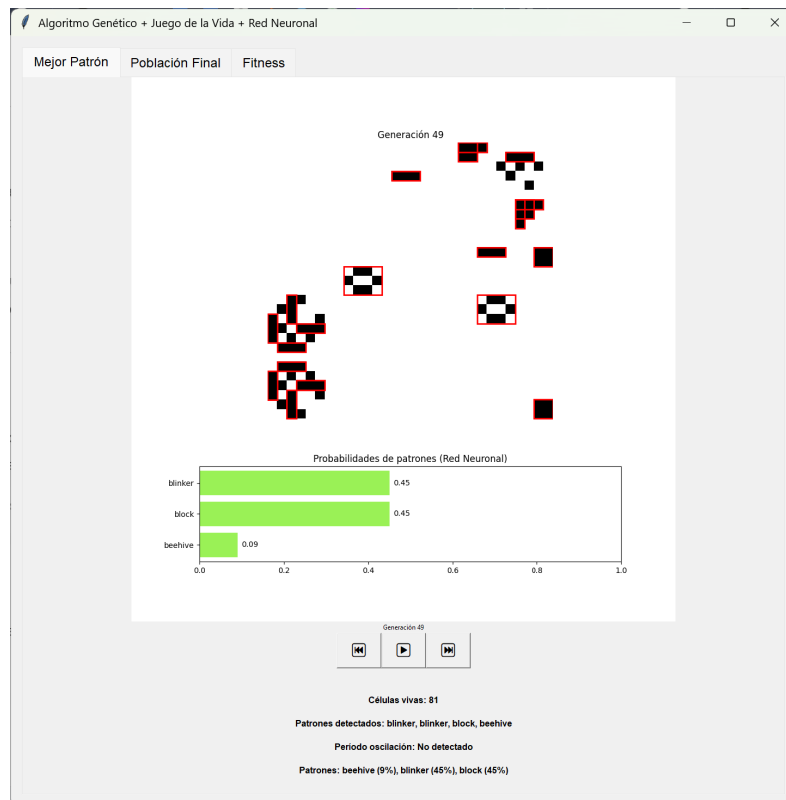 Algoritmo Genético + Juego de la Vida + Red Neuronal
Mejor Patrón
Población Final
Fitness
Generación 49
Probabilidades de patrones (Red Neuronal)
blinker
0.45
block
0.45
beehive
0.09
0.0 0.2 0.4 0.6 0.8 1.0
Generación 49
Células vivas: 81
Patrones detectados: blinker, blinker, block, beehive
Período oscilación: No detectado
Patrones: beehive (9%), blinker (45%), block (45%)